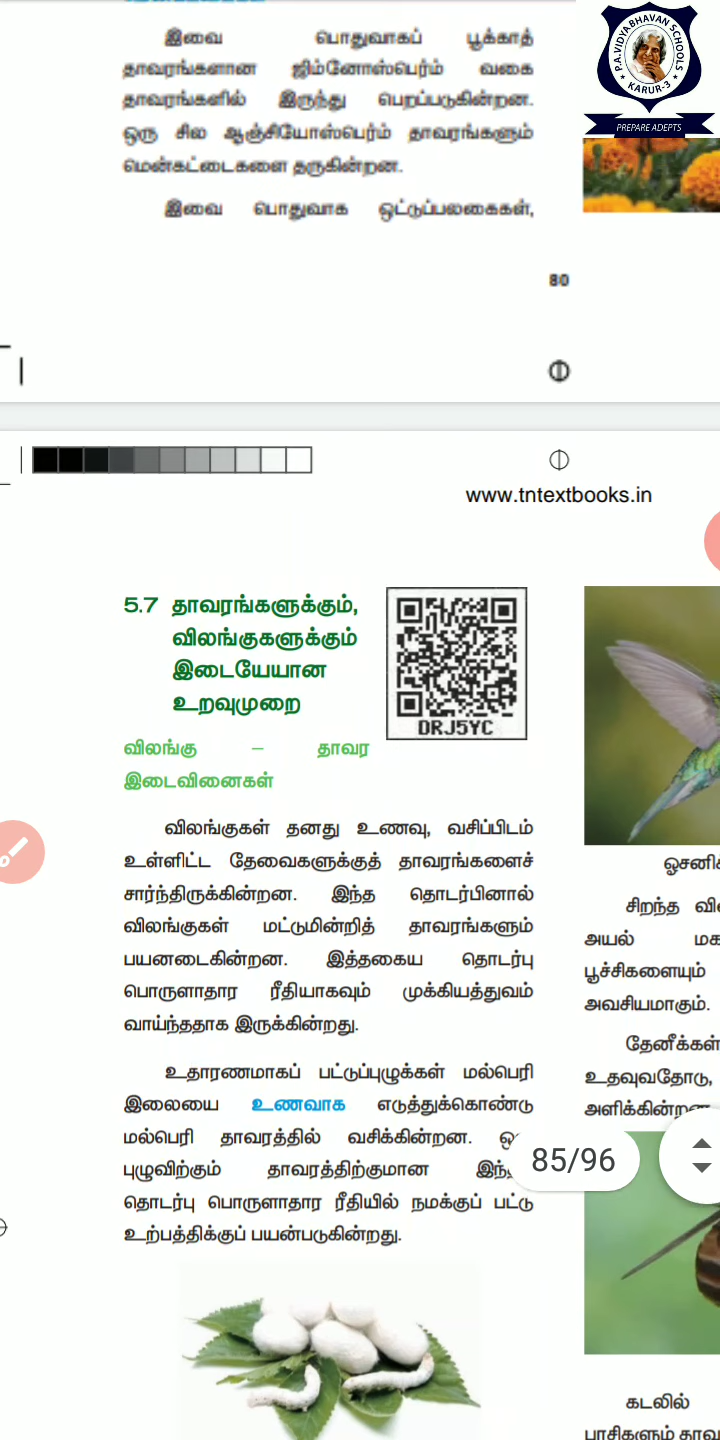 இவை பொதுவாகப் பூக்காத்
தாவரங்களான ஜிம்னோஸ்பெர்ம் வகை
தாவரங்களில் இருந்து பெறப்படுகின்றன.
ஒரு சில ஆஞ்சியோஸ்பெர்ம் தாவரங்களும்
மென்கட்டைகளை தருகின்றன.
இவை பொதுவாக ஒட்டுப்பலகைகள்,
80
P.A.VIDYABHAVAN SCHOOLS
KARUR-3
PREPARE ADEPTS
www.tntextbooks.in
5.7 தாவரங்களுக்கும்,
விலங்குகளுக்கும்
இடையேயான
உறவுமுறை
DRJ5YC
விலங்கு – தாவர
இடைவினைகள்
விலங்குகள் தனது உணவு, வசிப்பிடம்
உள்ளிட்ட தேவைகளுக்குத் தாவரங்களைச்
சார்ந்திருக்கின்றன. இந்த தொடர்பினால்
விலங்குகள் மட்டுமின்றித் தாவரங்களும்
பயனடைகின்றன. இத்தகைய தொடர்பு
பொருளாதார ரீதியாகவும் முக்கியத்துவம்
வாய்ந்ததாக இருக்கின்றது.
உதாரணமாகப் பட்டுப்புழுக்கள் மல்பெரி
இலையை உணவாக எடுத்துக்கொண்டு
மல்பெரி தாவரத்தில் வசிக்கின்றன.
புழுவிற்கும் தாவரத்திற்குமான
தொடர்பு பொருளாதார ரீதியில் நமக்குப் பட்டு
உற்பத்திக்குப் பயன்படுகின்றது.
சிறந்த
அயல்
பூச்சிகளையும்
அவசியமாகும்.
தேனீக்கள்
உதவுவதோடு,
85/96
கடலில்
பாசிகளும்